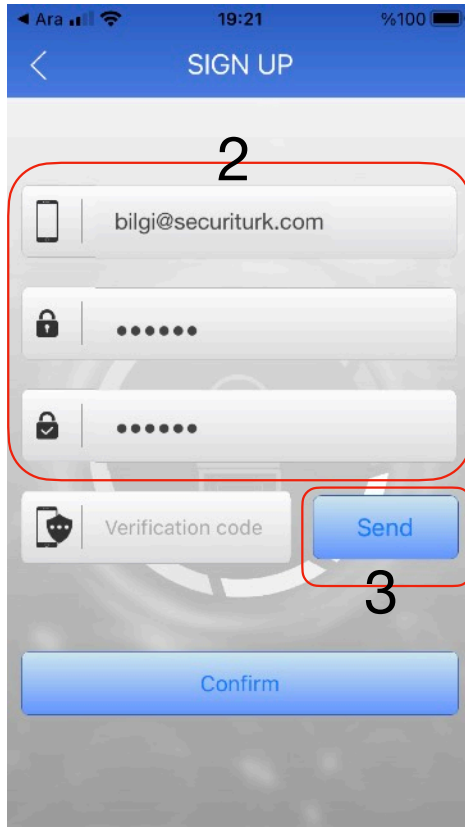 Ara 19:21 %100
SIGN UP
2
bilgi@securiturk.com
••••••
••••••
Verification code Send
3
Confirm